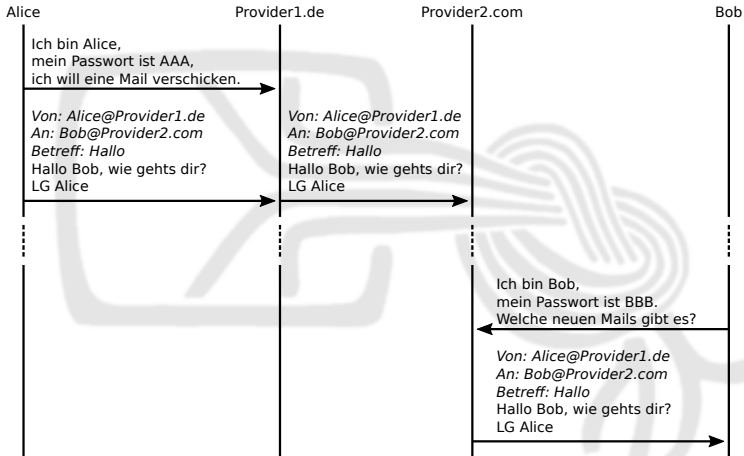 Alice
Provider1.de
Provider2.com
Bob
Ich bin Alice,
mein Passwort ist AAA,
ich will eine Mail verschicken.
Von: Alice@Provider1.de
An: Bob@Provider2.com
Betreff: Hallo
Hallo Bob, wie gehts dir?
LG Alice
Von: Alice@Provider1.de
An: Bob@Provider2.com
Betreff: Hallo
Hallo Bob, wie gehts dir?
LG Alice
Ich bin Bob,
mein Passwort ist BBB.
Welche neuen Mails gibt es?
Von: Alice@Provider1.de
An: Bob@Provider2.com
Betreff: Hallo
Hallo Bob, wie gehts dir?
LG Alice